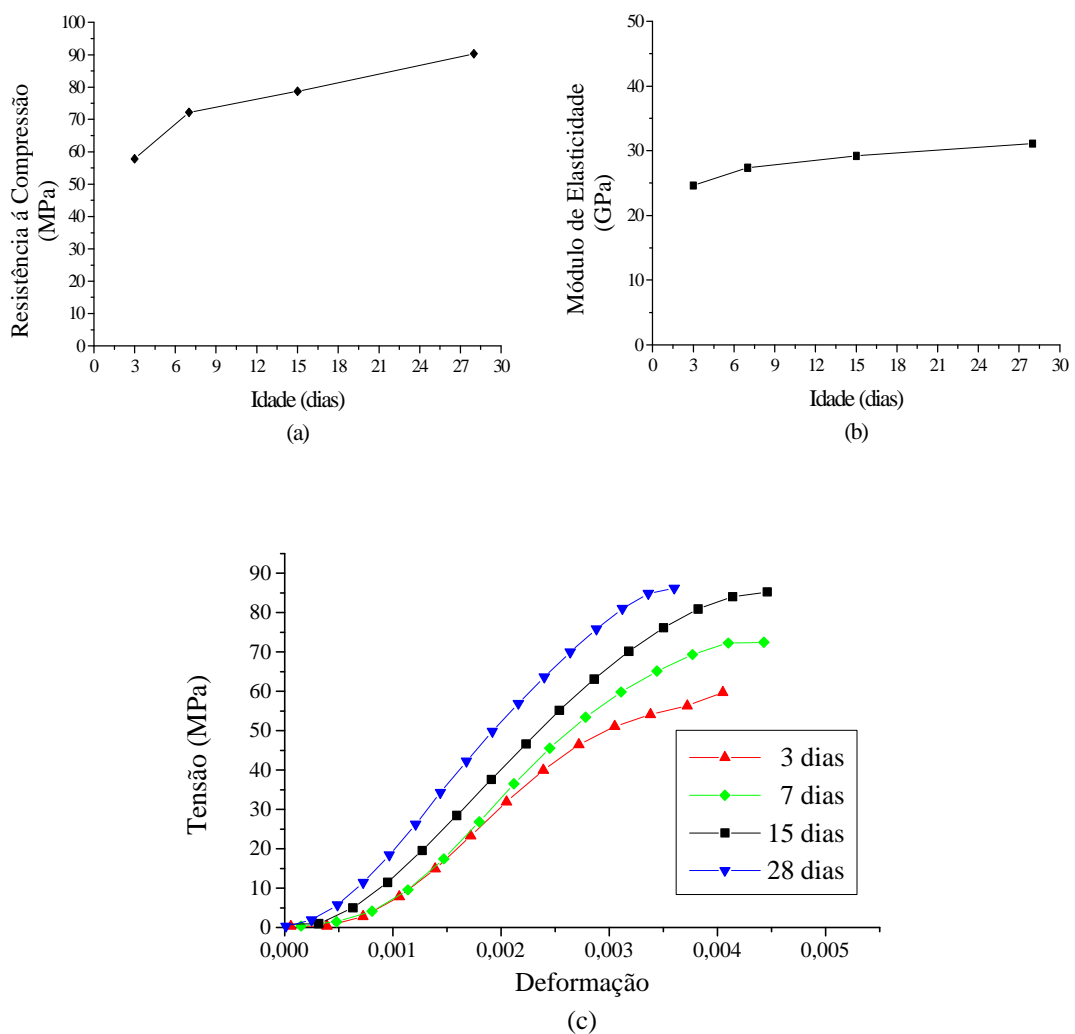 100
90
80
70
60
50
40
30
20
10
0
Resistência á Compressão
(MPa)
0 3 6 9 12 15 18 21 24 27 30
Idade (dias)
(a)
50
40
30
20
10
0
Módulo de Elasticidade
(GPa)
0 3 6 9 12 15 18 21 24 27 30
Idade (dias)
(b)
90
80
70
60
50
40
30
20
10
0
Tensão (MPa)
3 dias
7 dias
15 dias
28 dias
0,000 0,001 0,002 0,003 0,004 0,005
Deformação
(c)